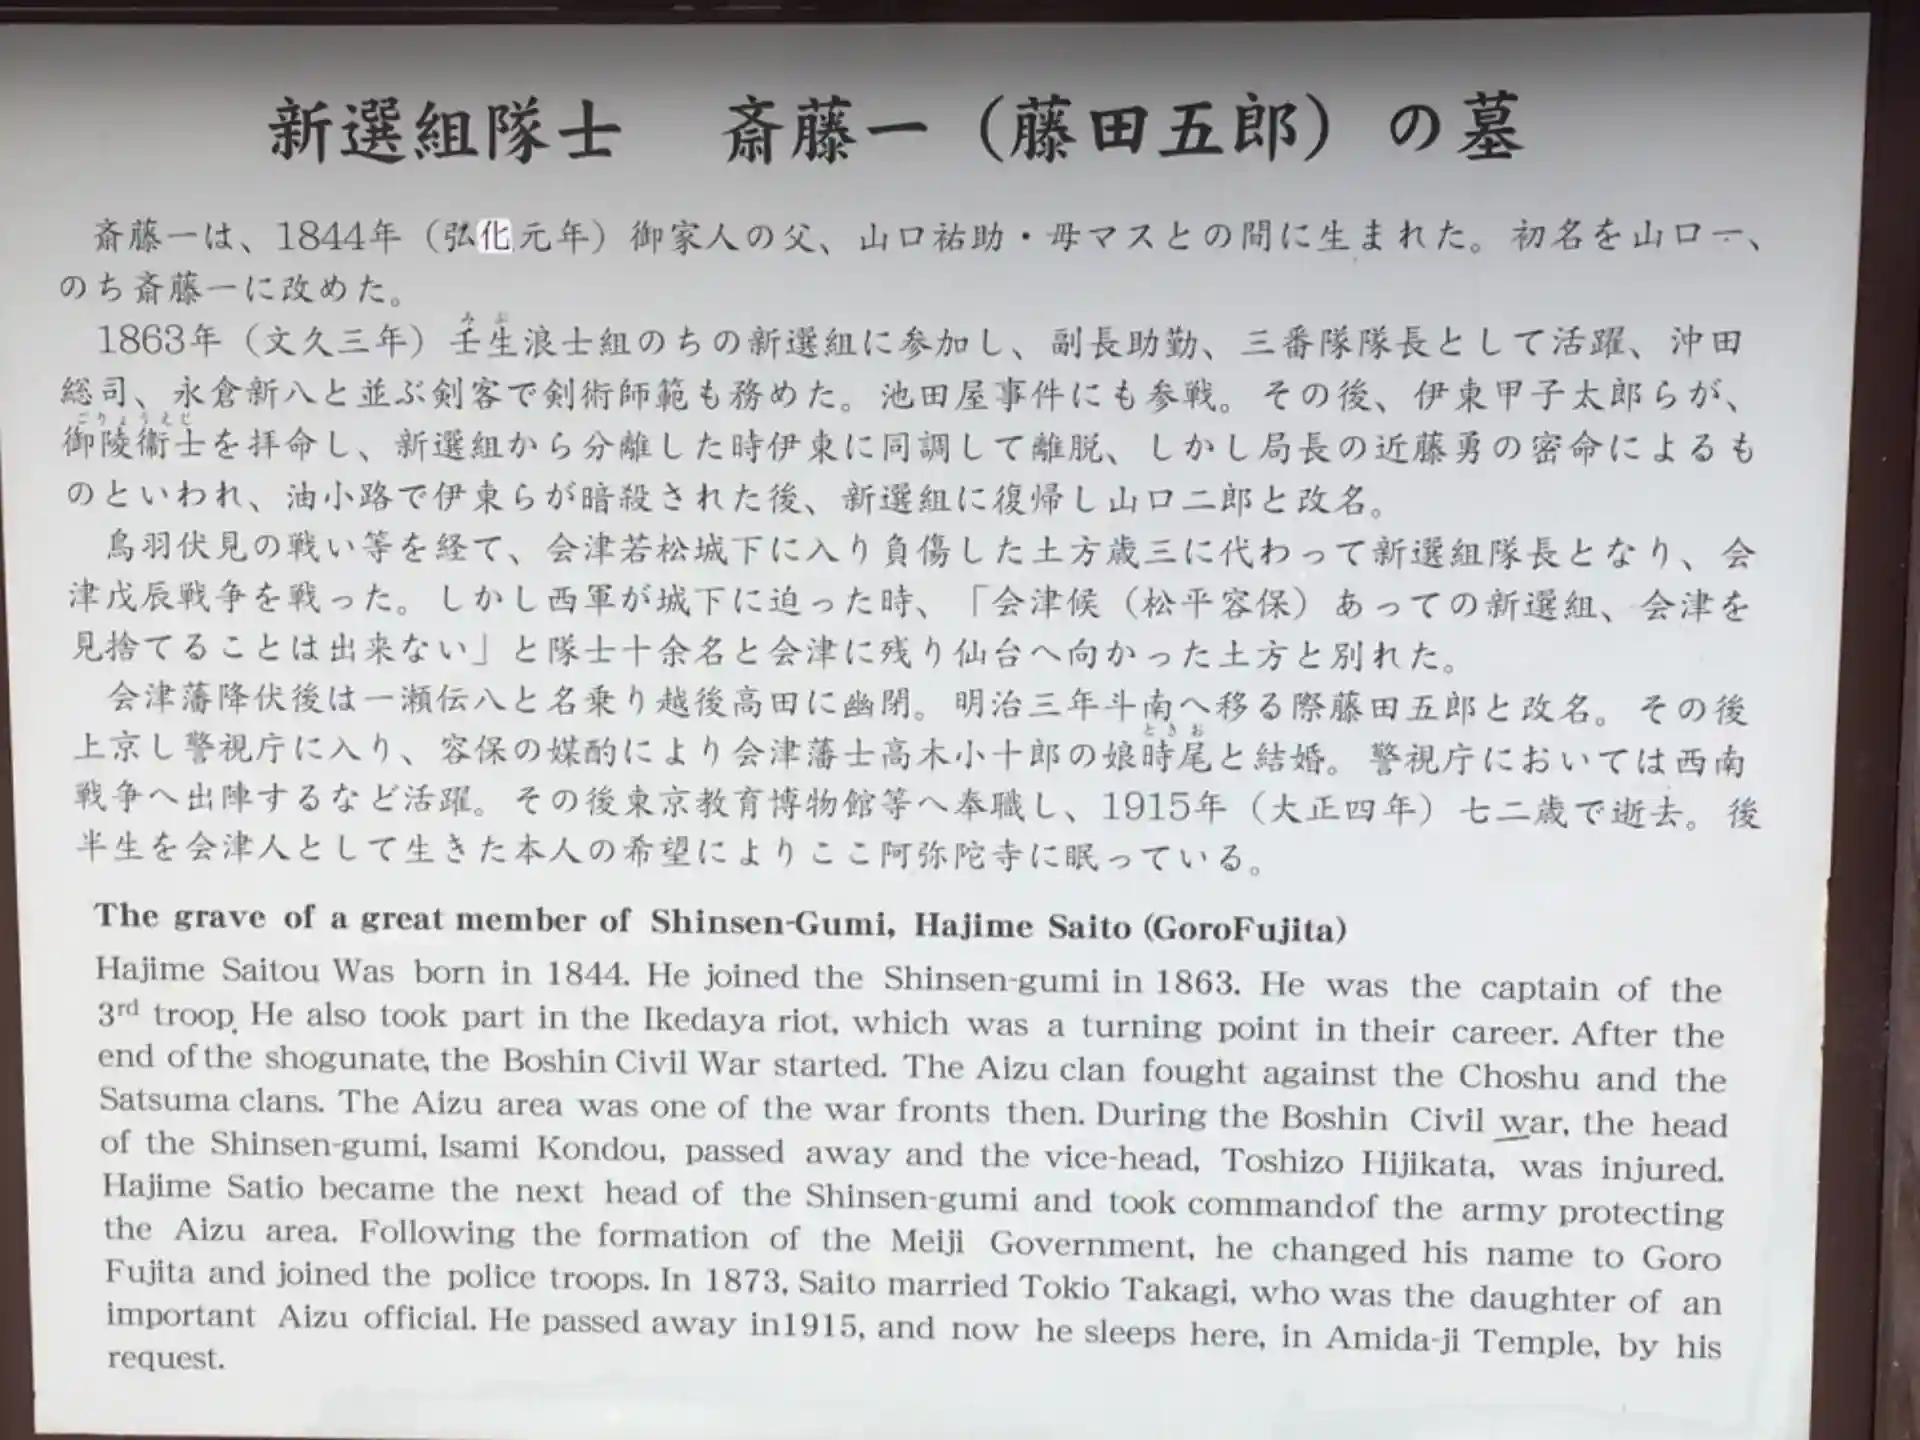 新選組隊士　斎藤一（藤田五郎）の墓
斎藤一は、1844年（弘化元年）御家人の父、山口祐助・母マスとの間に生まれた。初名を山口一、
のち斎藤一に改めた。
1863年（文久三年）壬生浪士組のちの新選組に参加し、副長助勤、三番隊隊長として活躍、沖田
みぶ
総司、永倉新八と並ぶ剣客で剣術師範も務めた。池田屋事件にも参戦。その後、伊東甲子太郎らが、
ごりょうえじ
御陵衞士を拝命し、新選組から分離した時伊東に同調して離脱、しかし局長の近藤勇の密命によるも
のといわれ、油小路で伊東らが暗殺された後、新選組に復帰し山口二郎と改名。
鳥羽伏見の戦い等を経て、会津若松城下に入り負傷した土方歳三に代わって新選組隊長となり、会
津戊辰戦争を戦った。しかし西軍が城下に迫った時、「会津候（松平容保）あっての新選組、会津を
見捨てることは出来ない」と隊士十余名と会津に残り仙台へ向かった土方と別れた。
会津藩降伏後は一瀬伝八と名乗り越後高田に幽閉。明治三年斗南へ移る際藤田五郎と改名。その後
ときお
上京し警視庁に入り、容保の媒酌により会津藩士高木小十郎の娘時尾と結婚。警視庁においては西南
戦争へ出陣するなど活躍。その後東京教育博物館等へ奉職し、1915年（大正四年）七二歳で逝去。後
半生を会津人として生きた本人の希望によりここ阿弥陀寺に眠っている。
The grave of a great member of Shinsen-Gumi, Hajime Saito (GoroFujita)
Hajime Saitou Was born in 1844. He joined the Shinsen-gumi in 1863. He was the captain of the
3rd troop. He also took part in the Ikedaya riot, which was a turning point in their career. After the
end of the shogunate, the Boshin Civil War started. The Aizu clan fought against the Choshu and the
Satsuma clans. The Aizu area was one of the war fronts then. During the Boshin Civil war, the head
of the Shinsen-gumi, Isami Kondou, passed away and the vice-head, Toshizo Hijikata, was injured.
Hajime Satio became the next head of the Shinsen-gumi and took commandof the army protecting
the Aizu area. Following the formation of the Meiji Government, he changed his name to Goro
Fujita and joined the police troops. In 1873, Saito married Tokio Takagi, who was the daughter of an
important Aizu official. He passed away in1915, and now he sleeps here, in Amida-ji Temple, by his
request.